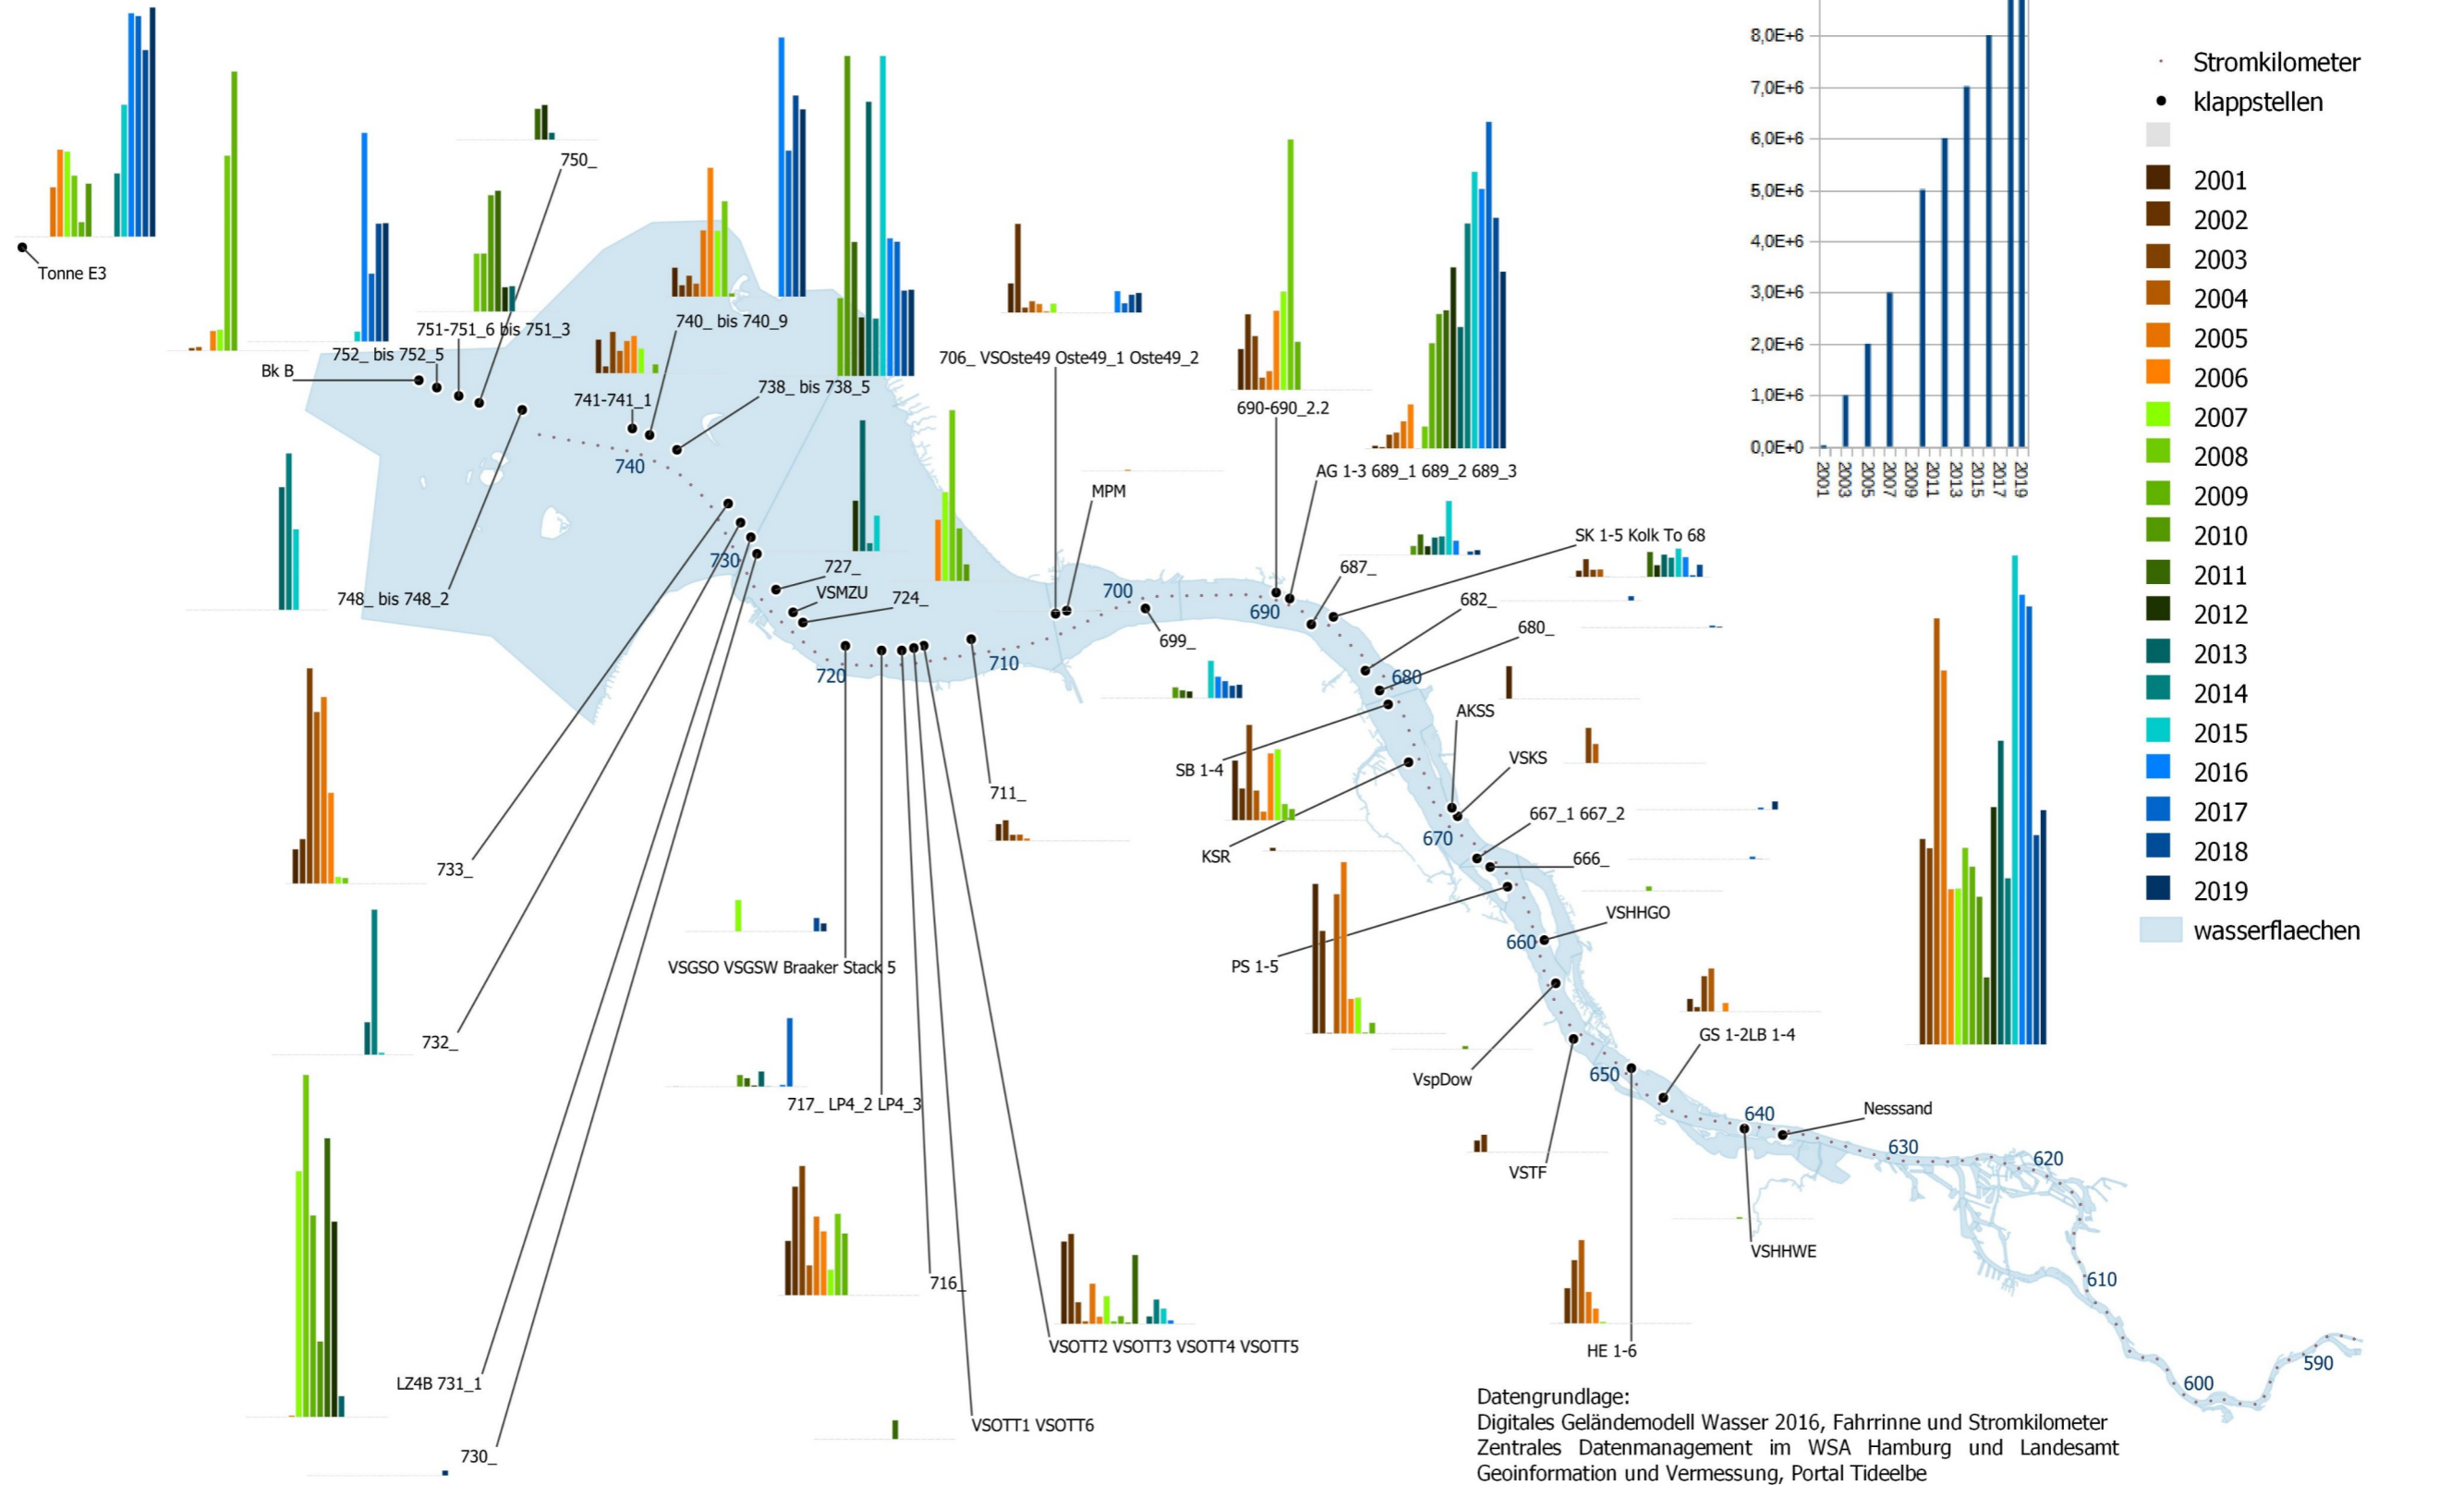 8,0E+6
7,0E+6
6,0E+6
5,0E+6
4,0E+6
3,0E+6
2,0E+6
1,0E+6
0,0E+0
2001
2003
2005
2007
2009
2011
2013
2015
2017
2019
Stromkilometer
klappstellen
2001
2002
2003
2004
2005
2006
2007
2008
2009
2010
2011
2012
2013
2014
2015
2016
2017
2018
2019
wasserflaechen
Tonne E3
750_
751-751_6 bis 751_3
752_ bis 752_5
Bk B
740_ bis 740_9
738_ bis 738_5
741-741_1
740
706_ VSOste49 Oste49_1 Oste49_2
690-690_2.2
AG 1-3 689_1 689_2 689_3
MPM
SK 1-5 Kolk To 68
687_
730
727_
VSMZU
724_
748_ bis 748_2
700
690
682_
680_
699_
710
720
680
AKSS
VSKS
SB 1-4
711_
667_1 667_2
670
KSR
666_
733_
VSHHGO
660
PS 1-5
VSGSO VSGSW Braaker Stack 5
732_
GS 1-2LB 1-4
VspDow
650
717_ LP4_2 LP4_3
640
Nesssand
630
620
VSTF
VSHHWE
610
716_
VSOTT2 VSOTT3 VSOTT4 VSOTT5
HE 1-6
590
600
LZ4B 731_1
VSOTT1 VSOTT6
730_
Datengrundlage:
Digitales Geländemodell Wasser 2016, Fahrrinne und Stromkilometer
Zentrales Datenmanagement im WSA Hamburg und Landesamt
Geoinformation und Vermessung, Portal Tideelbe